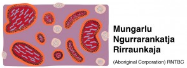 Mungarlu
Ngurrarankatja
Rirraunkaja
(Aboriginal Corporation) RNTBC